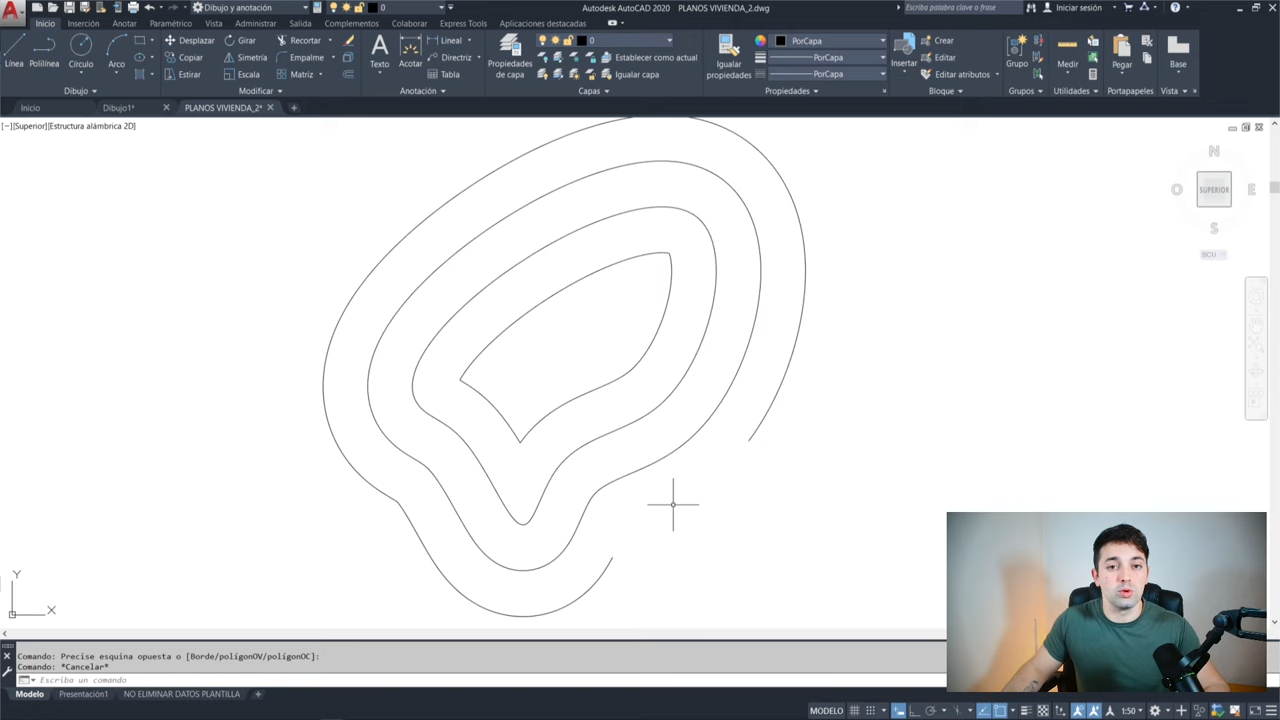 Dibujo y anotación
0
Autodesk AutoCAD 2020
PLANOS VIVIENDA_2.dwg
Escriba palabra clave o frase
Iniciar sesión
Inicio
Inserción
Anotar
Paramétrico
Vista
Administrar
Salida
Complementos
Colaborar
Express Tools
Aplicaciones destacadas
Línea
Polilínea
Círculo
Arco
Desplazar
Girar
Recortar
Copiar
Simetría
Empalme
Estirar
Escala
Matriz
Texto
Acotar
Lineal
Directriz
Tabla
Propiedades de capa
0
Establecer como actual
Igualar capa
Igualar propiedades
PorCapa
PorCapa
PorCapa
Insertar
Crear
Editar
Editar atributos
Grupo
Medir
Pegar
Base
Dibujo
Modificar
Anotación
Capas
Propiedades
Bloque
Grupos
Utilidades
Portapapeles
Vista
Inicio
Dibujo1*
PLANOS VIVIENDA_2*
[−][Superior][Estructura alámbrica 2D]
N
O
SUPERIOR
E
S
SCU
Y
X
Comando: Precise esquina opuesta o [Borde/polígonOV/polígonOC]:
Comando: *Cancelar*
Escriba un comando
Modelo
Presentación1
NO ELIMINAR DATOS PLANTILLA
MODELO
1:50